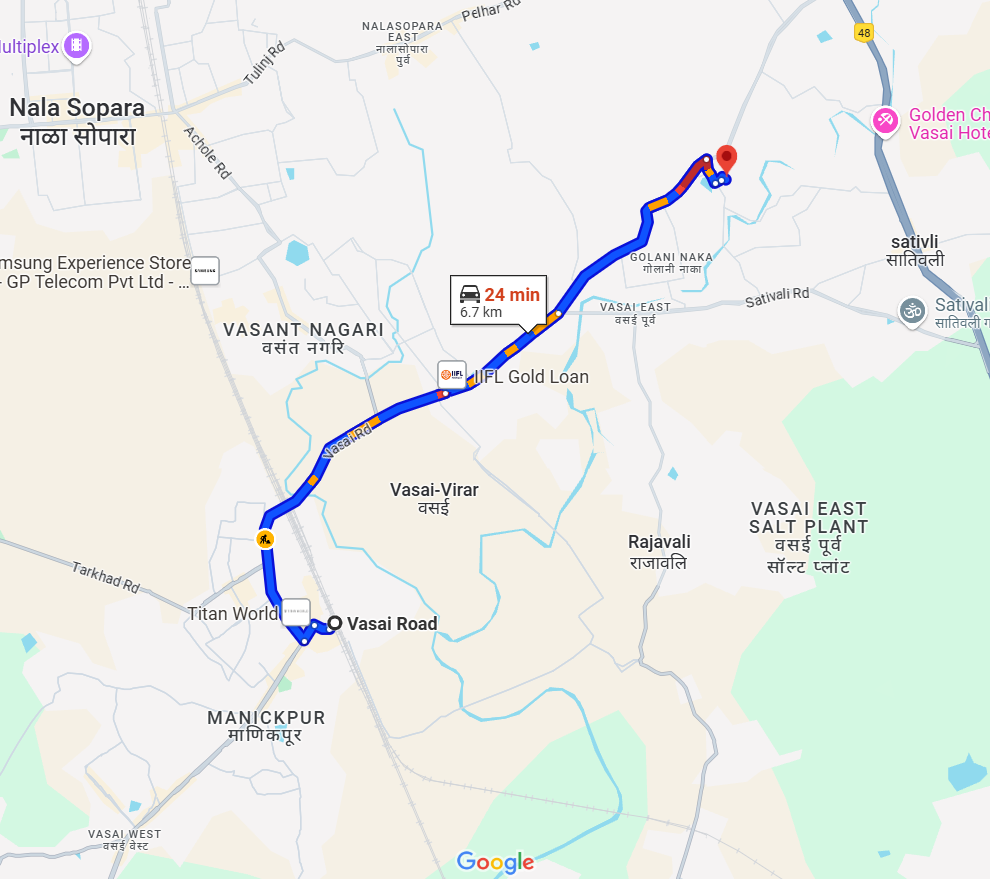 Pelhar Rd
NALASOPARA
EAST
नालासोपारा
पुर्व
48
ultiplex
Tulinj Rd
Nala Sopara
नाळा सोपारा
Golden Ch
Vasai Hote
Achole Rd
sativli
सातिवली
msung Experience Store
- GP Telecom Pvt Ltd - ...
GOLANI NAKA
गोलानी नाका
24 min
6.7 km
Sativali Rd
VASAI EAST
वसई पूर्व
Satival
सातिवली ग
VASANT NAGARI
वसंत नगरि
IIFL
IIFL Gold Loan
Vasai Rd
Vasai-Virar
वसई
VASAI EAST
SALT PLANT
वसई पूर्व
सॉल्ट प्लांट
Rajavali
राजावलि
Tarkhad Rd
Titan World
Vasai Road
MANICKPUR
माणिकपूर
VASAI WEST
वसई वेस्ट
Google